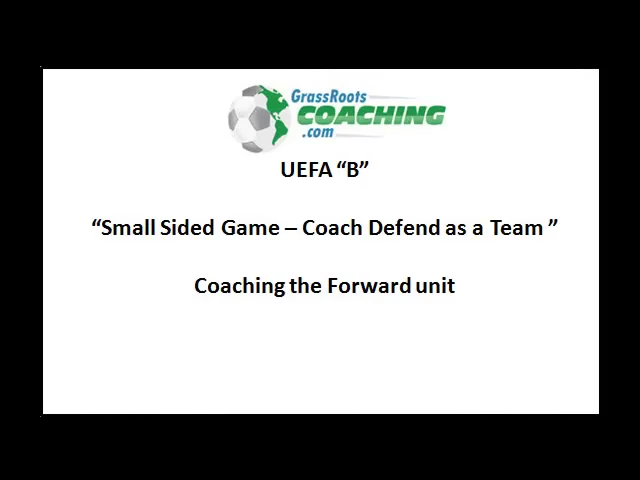 GrassRoots
COACHING
.com
UEFA “B”
“Small Sided Game – Coach Defend as a Team ”
Coaching the Forward unit